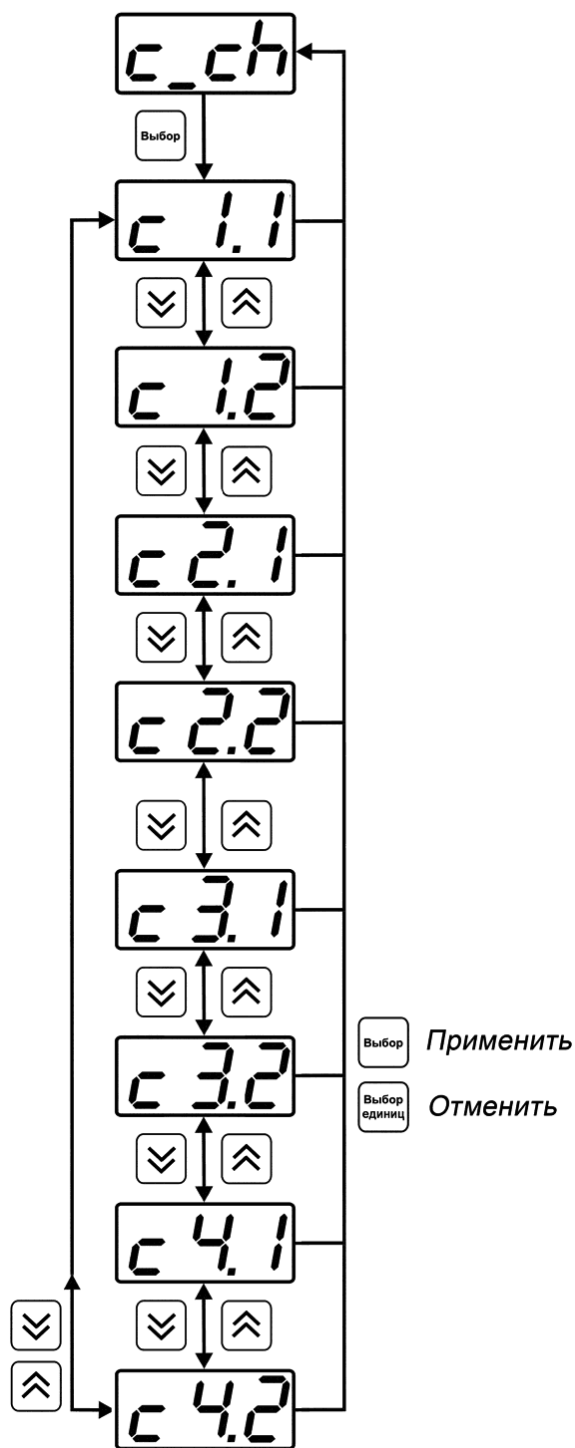 c_ch
Выбор
c 1.1
c 1.2
c 2.1
c 2.2
c 3.1
c 3.2
Выбор Применить
Выбор
единиц Отменить
c 4.1
c 4.2